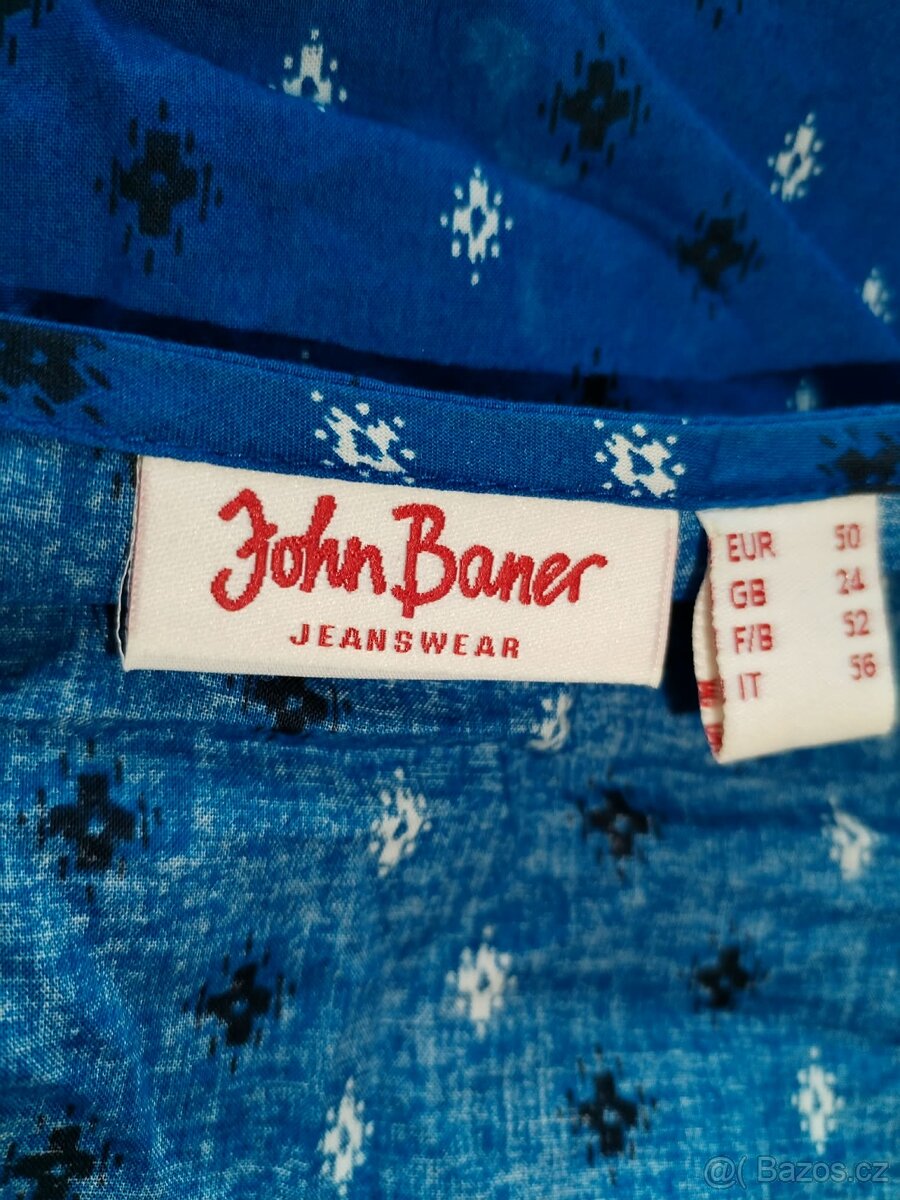 John Baner
JEANSWEAR
EUR 50
GB 24
F/B 52
IT 56
@( Bazos.cz